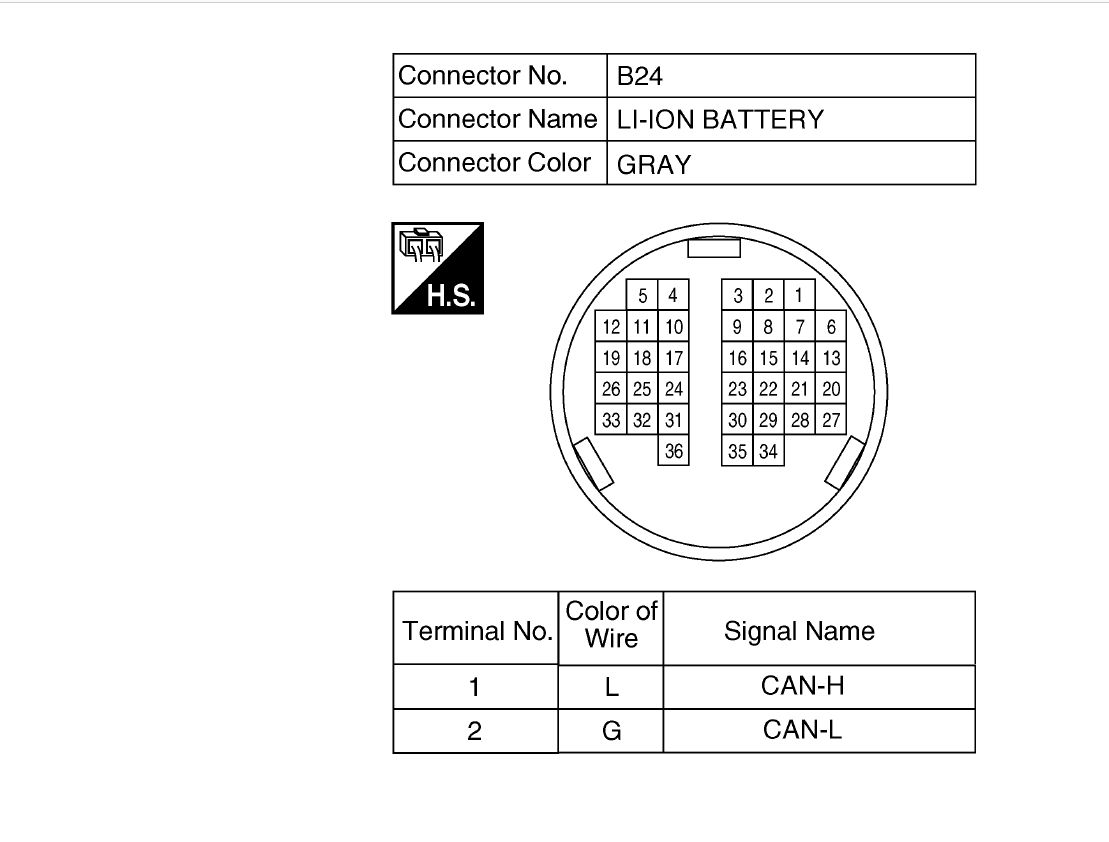 Connector No. B24
Connector Name LI-ION BATTERY
Connector Color GRAY
H.S.
5 4 3 2 1
12 11 10 9 8 7 6
19 18 17 16 15 14 13
26 25 24 23 22 21 20
33 32 31 30 29 28 27
36 35 34
Terminal No. Color of Wire Signal Name
1 L CAN-H
2 G CAN-L